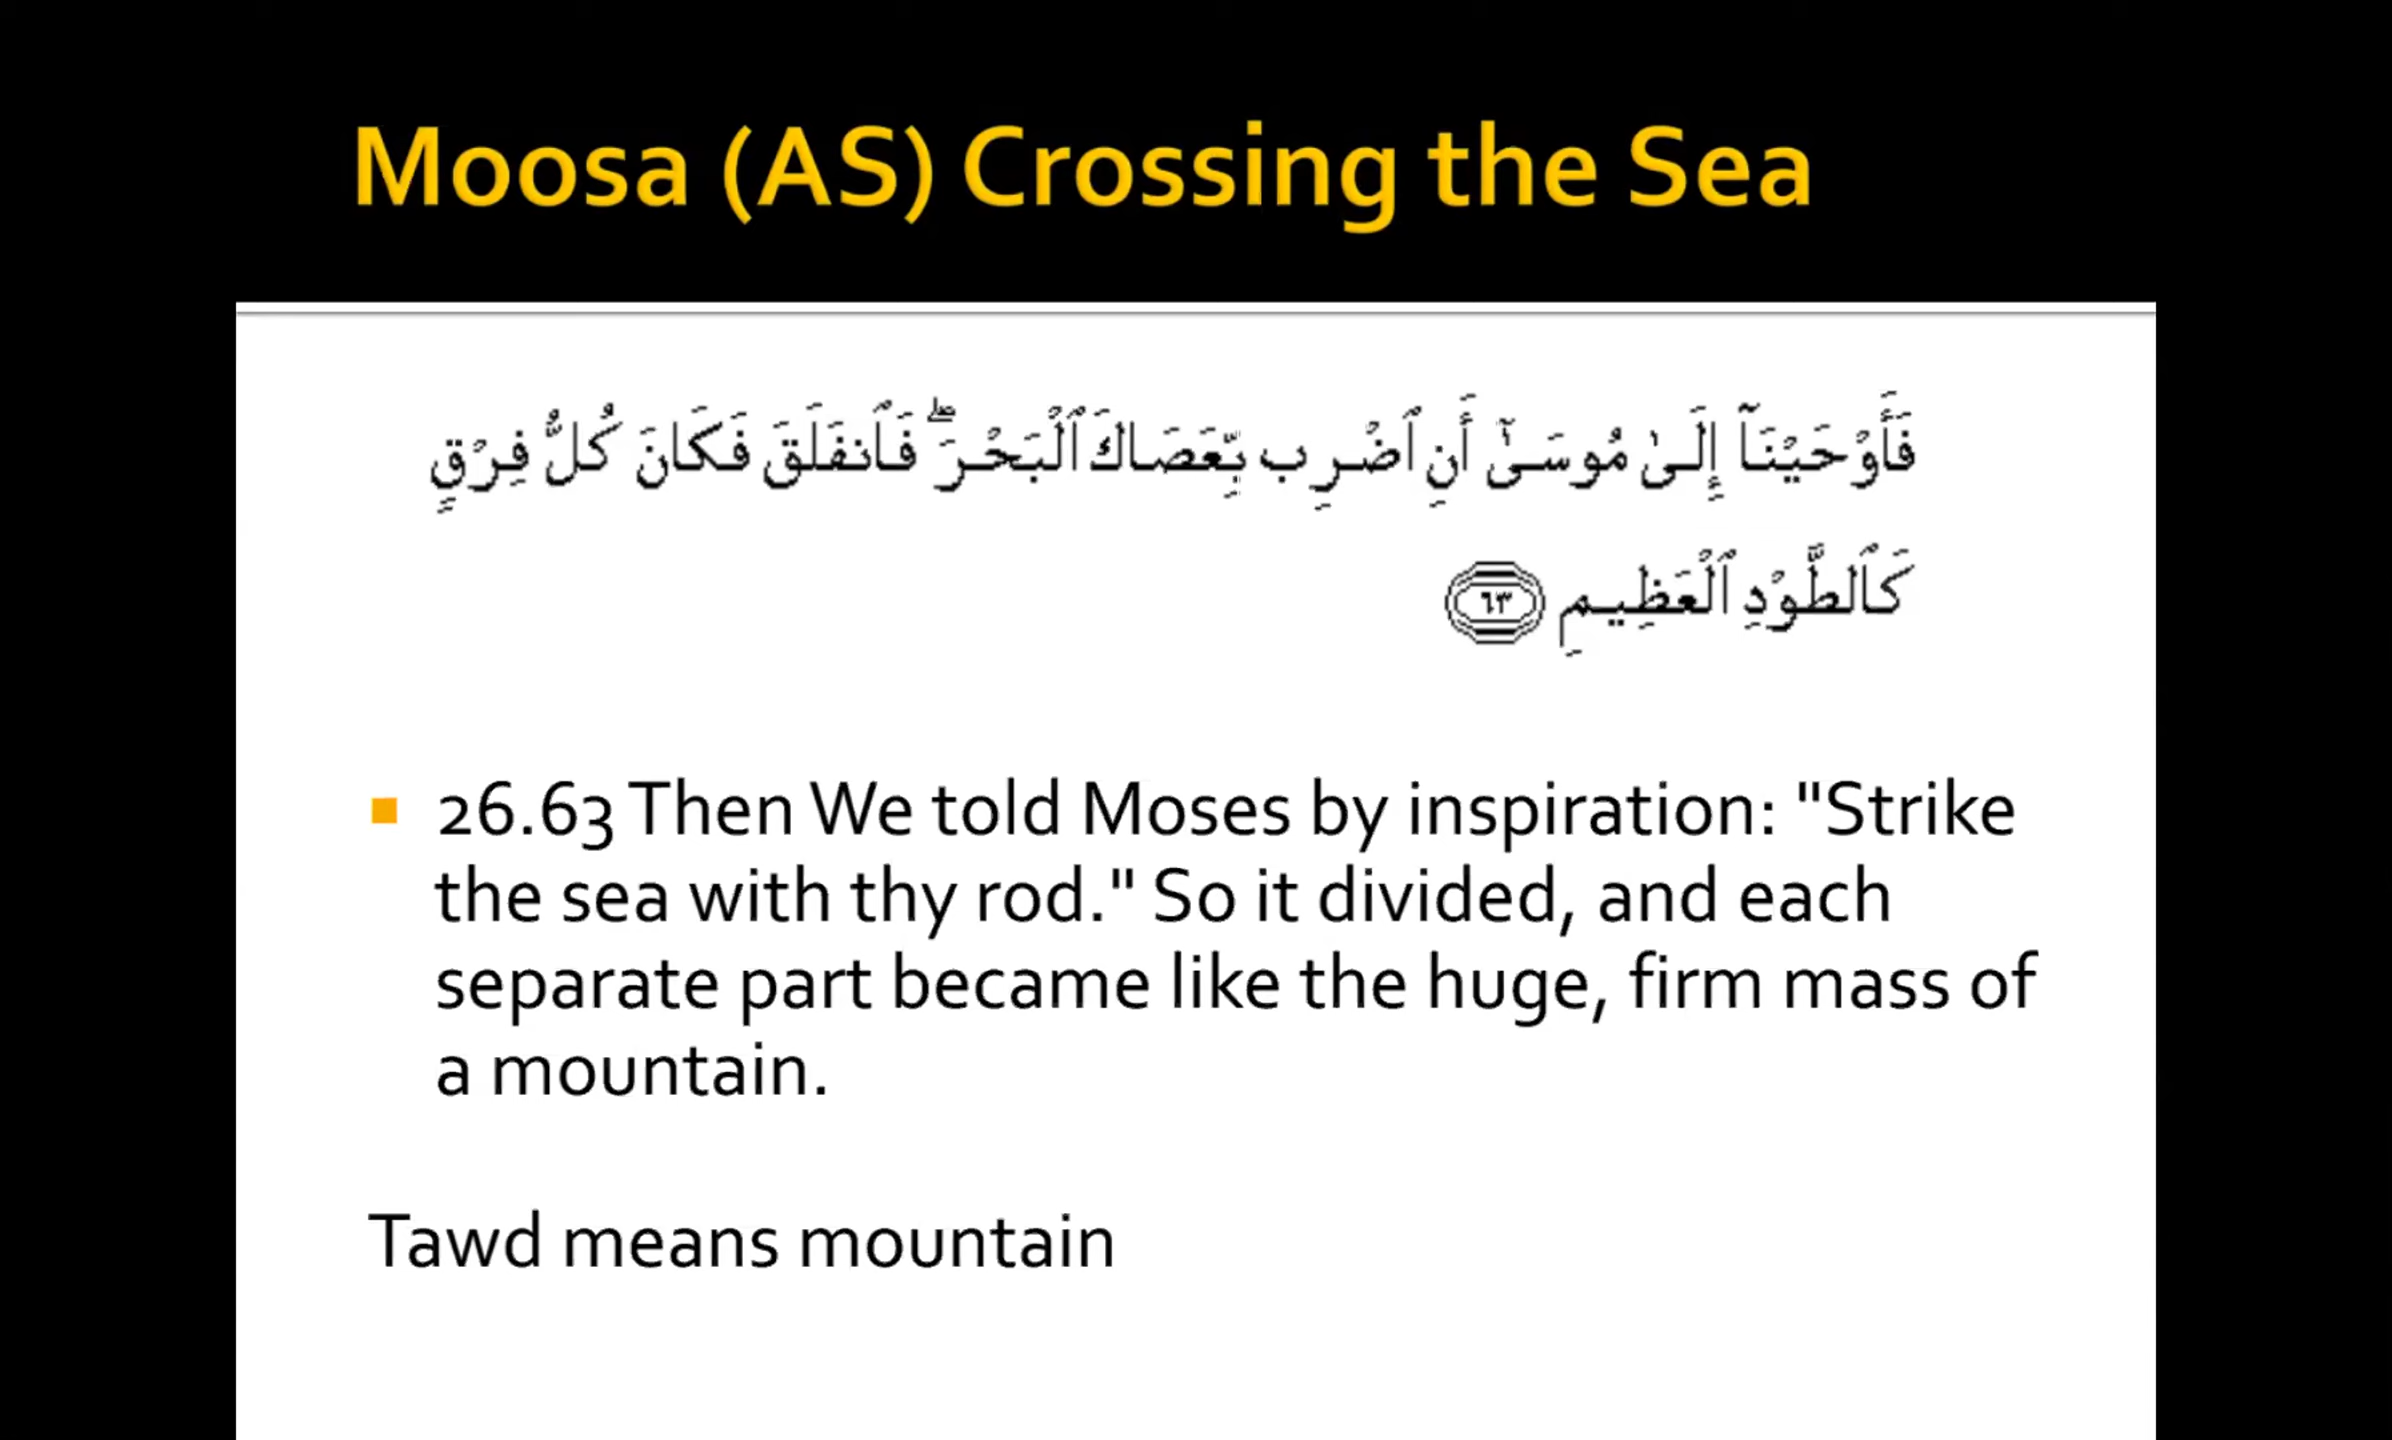 Moosa (AS) Crossing the Sea
فَأَوْحَيْنَآ إِلَىٰ مُوسَىٰٓ أَنِ ٱضْرِب بِّعَصَاكَ ٱلْبَحْرَ ۖ فَٱنفَلَقَ فَكَانَ كُلُّ فِرْقٍ
كَٱلطَّوْدِ ٱلْعَظِيمِ ٦٣
26.63 Then We told Moses by inspiration: "Strike
the sea with thy rod." So it divided, and each
separate part became like the huge, firm mass of
a mountain.
Tawd means mountain